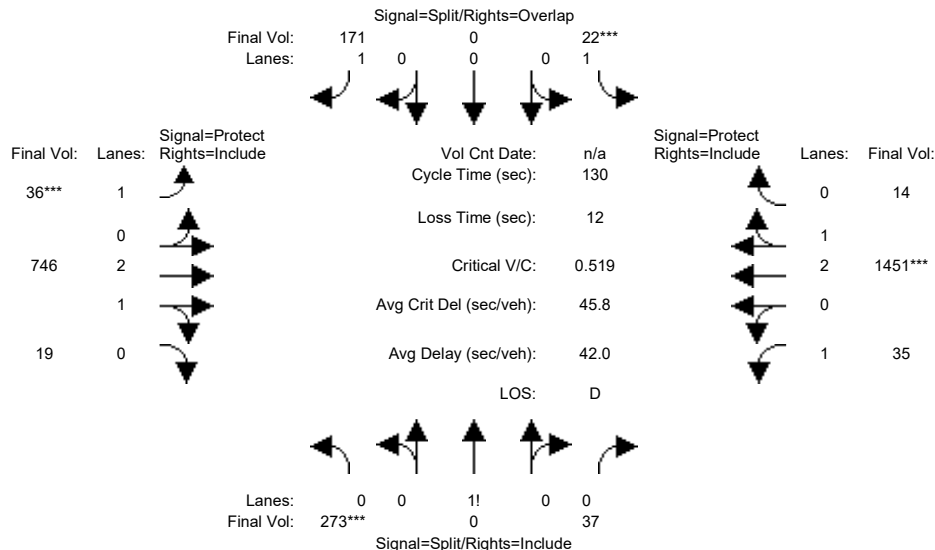 Signal=Split/Rights=Overlap
Final Vol: 171 0 22***
Lanes: 1 0 0 0 1
Signal=Protect
Final Vol: Lanes: Rights=Include
Vol Cnt Date: n/a
Signal=Protect
Rights=Include Lanes: Final Vol:
Cycle Time (sec): 130
36*** 1
0 14
Loss Time (sec): 12
0
1
746 2
Critical V/C: 0.519
2 1451***
1
Avg Crit Del (sec/veh): 45.8
0
19 0
Avg Delay (sec/veh): 42.0
1 35
LOS: D
Lanes: 0 0 1! 0 0
Final Vol: 273*** 0 37
Signal=Split/Rights=Include